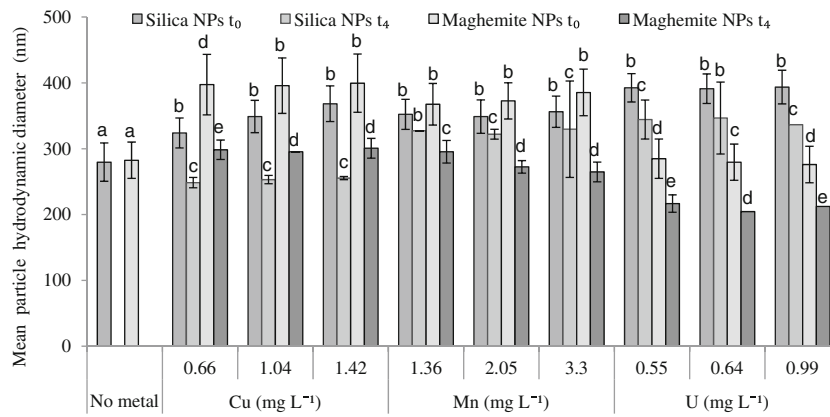 Silica NPs t₀ Silica NPs t₄ Maghemite NPs t₀ Maghemite NPs t₄
Mean particle hydrodynamic diameter (nm)
500
400
300
200
100
0
a a b c d e b c b d b c b d b b b c b c b d b c b d b c d e b b c d b c d e
0.66 1.04 1.42 1.36 2.05 3.3 0.55 0.64 0.99
No metal Cu (mg L⁻¹) Mn (mg L⁻¹) U (mg L⁻¹)